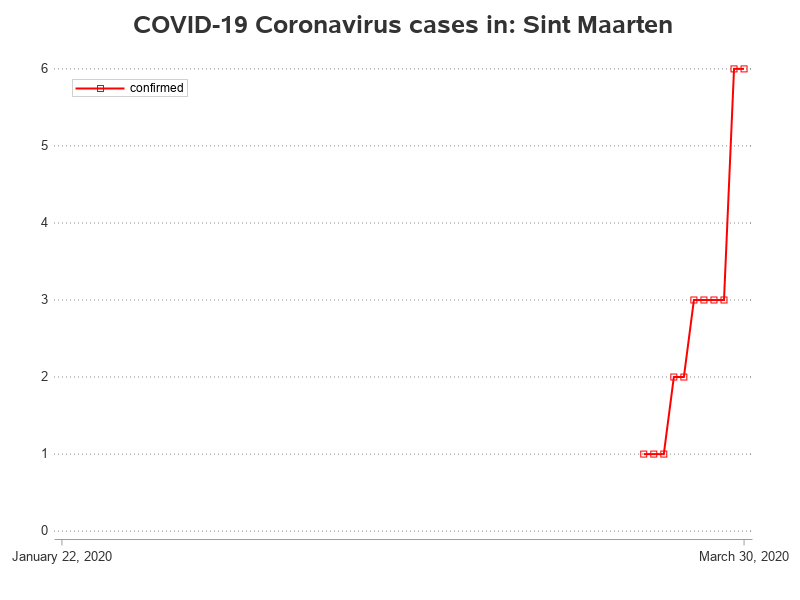 COVID-19 Coronavirus cases in: Sint Maarten
6
confirmed
5
4
3
2
1
0
January 22, 2020
March 30, 2020